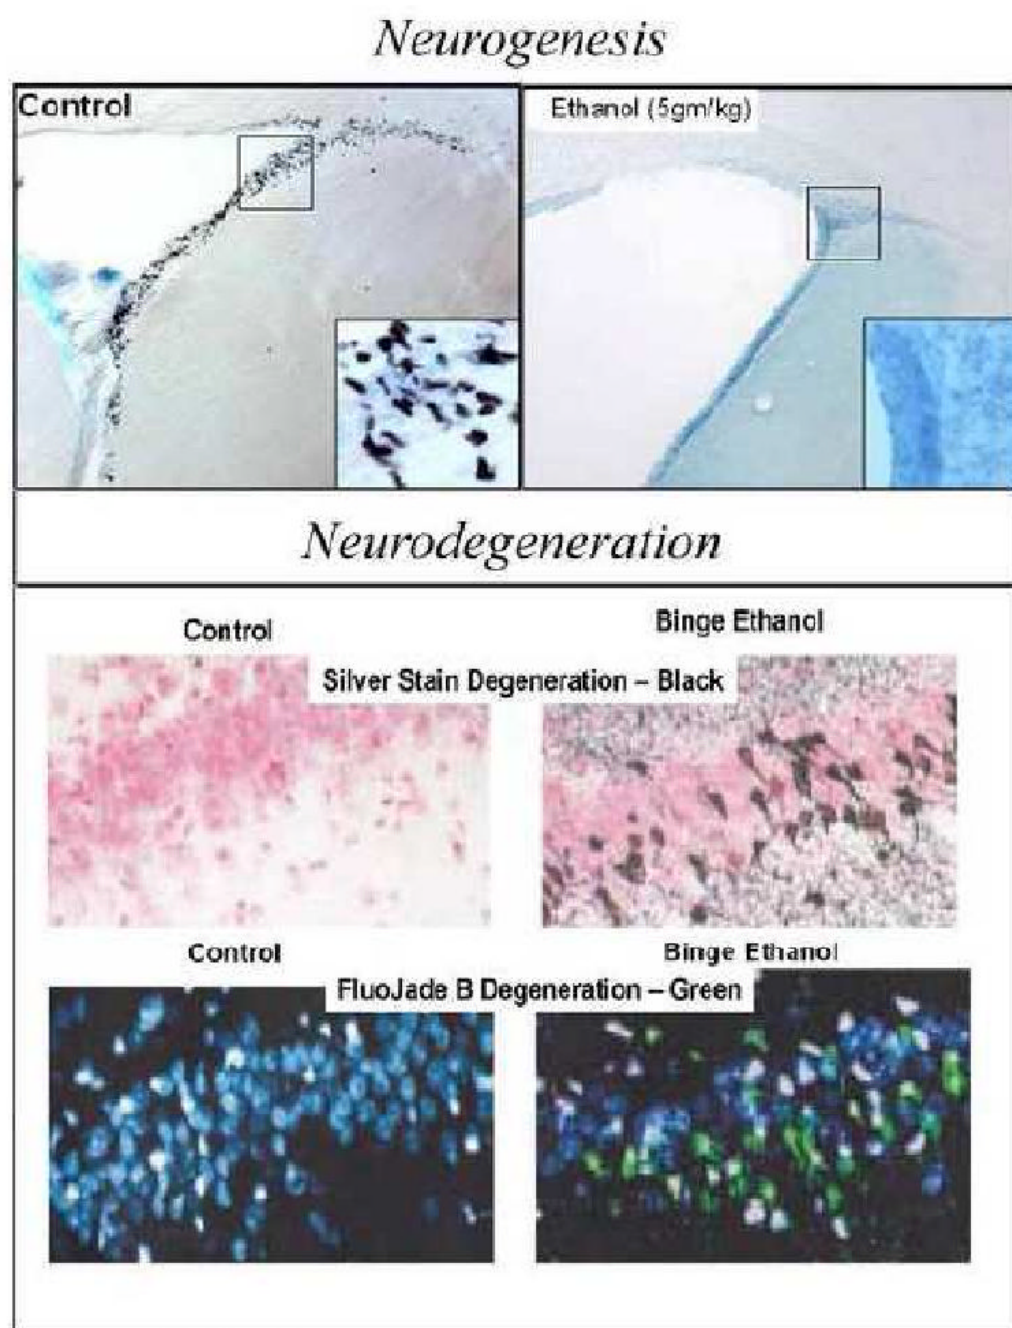 Neurogenesis
Control
Ethanol (5gm/kg)
Neurodegeneration
Control
Binge Ethanol
Silver Stain Degeneration – Black
Control
Binge Ethanol
FluoJade B Degeneration – Green